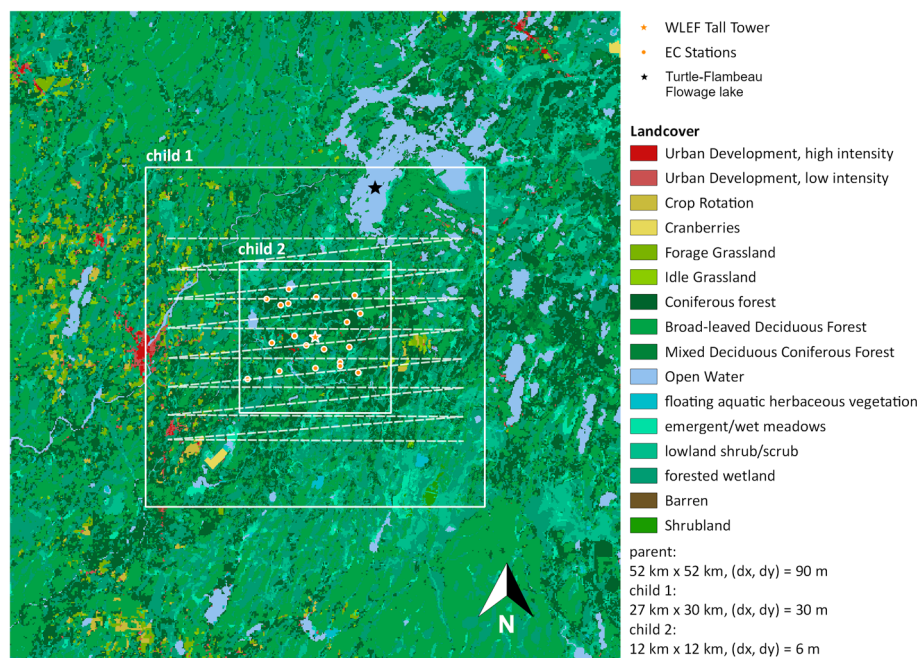 WLEF Tall Tower
EC Stations
Turtle-Flambeau
Flowage lake
child 1
child 2
Landcover
Urban Development, high intensity
Urban Development, low intensity
Crop Rotation
Cranberries
Forage Grassland
Idle Grassland
Coniferous forest
Broad-leaved Deciduous Forest
Mixed Deciduous Coniferous Forest
Open Water
floating aquatic herbaceous vegetation
emergent/wet meadows
lowland shrub/scrub
forested wetland
Barren
Shrubland
parent:
52 km x 52 km, (dx, dy) = 90 m
child 1:
27 km x 30 km, (dx, dy) = 30 m
child 2:
12 km x 12 km, (dx, dy) = 6 m
N